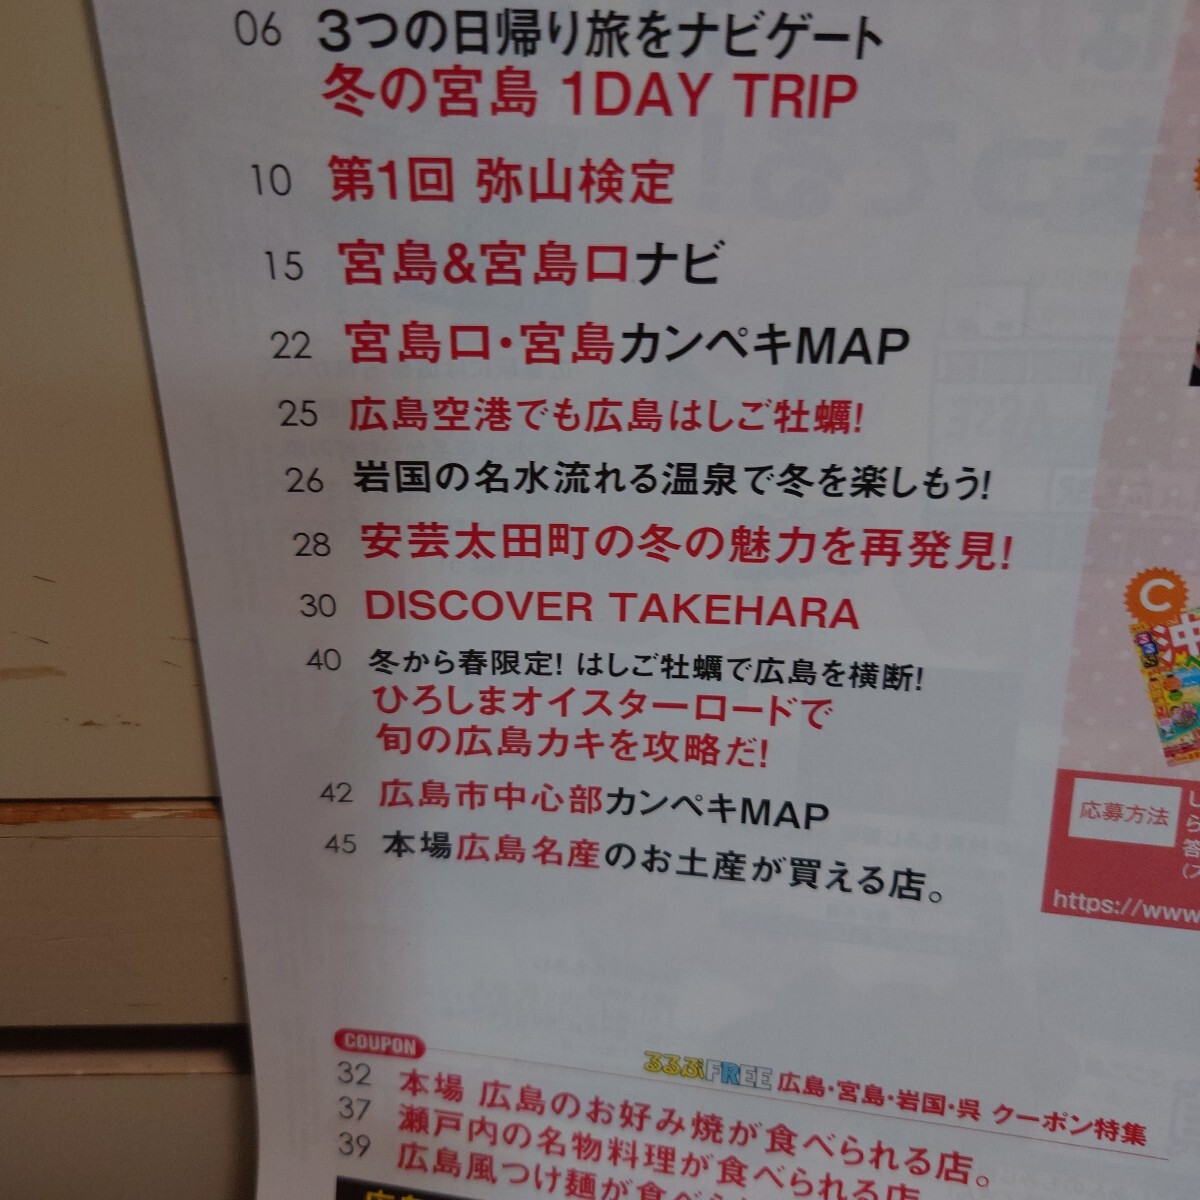 06 3つの日帰り旅をナビゲート
冬の宮島 1DAY TRIP
10 第1回 弥山検定
15 宮島&宮島口ナビ
22 宮島口・宮島カンペキMAP
25 広島空港でも広島はしご牡蠣!
26 岩国の名水流れる温泉で冬を楽しもう!
28 安芸太田町の冬の魅力を再発見!
30 DISCOVER TAKEHARA
40 冬から春限定! はしご牡蠣で広島を横断!
ひろしまオイスターロードで
旬の広島カキを攻略だ!
42 広島市中心部カンペキMAP
45 本場広島名産のお土産が買える店。
COUPON
るるぶFREE 広島・宮島・岩国・呉 クーポン特集
32 本場 広島のお好み焼が食べられる店。
37 瀬戸内の名物料理が食べられる店
39 広島風つけ麺が食べら
C
沖
応募方法
https://www